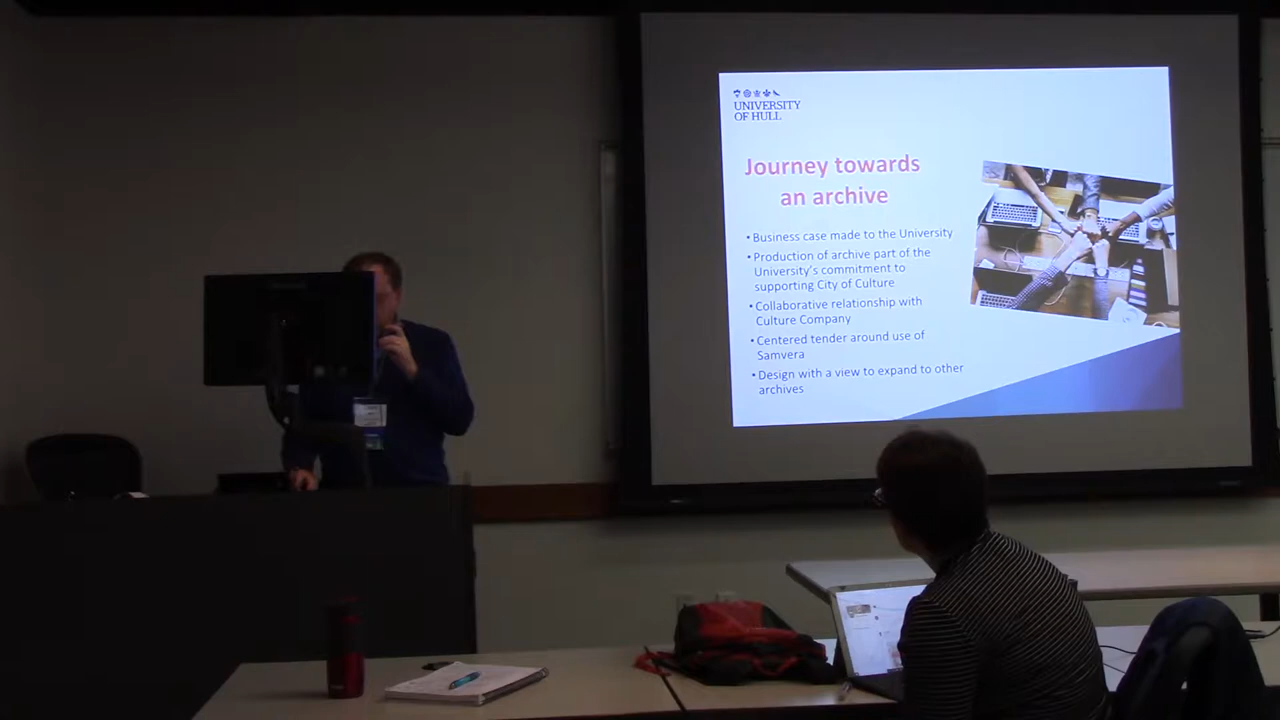 UNIVERSITY
OF HULL
Journey towards
an archive
• Business case made to the University
• Production of archive part of the
University's commitment to
supporting City of Culture
• Collaborative relationship with
Culture Company
• Centered tender around use of
Samvera
• Design with a view to expand to other
archives